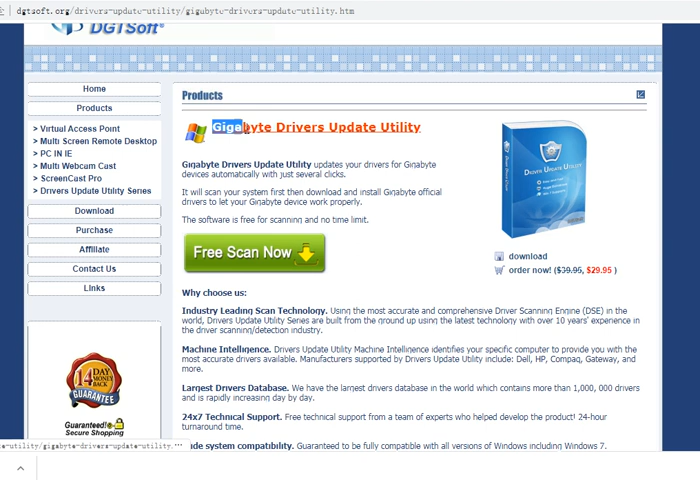 dgtsoft.org/drivers-update-utility/gigabyte-drivers-update-utility.htm
DGTSoft®
Home
Products
> Virtual Access Point
> Multi Screen Remote Desktop
> PC IN IE
> Multi Webcam Cast
> ScreenCast Pro
> Drivers Update Utility Series
Download
Purchase
Affiliate
Contact Us
Links
14 DAY
MONEY BACK
GUARANTEE
Guaranteed!
Secure Shopping
Products
Gigabyte Drivers Update Utility
Gigabyte Drivers Update Utility updates your drivers for Gigabyte
devices automatically with just several clicks.
It will scan your system first then download and install Gigabyte official
drivers to let your Gigabyte device work properly.
The software is free for scanning and no time limit.
Free Scan Now
DRIVER UPDATE UTILITY
download
order now! ($39.95, $29.95 )
Why choose us:
Industry Leading Scan Technology. Using the most accurate and comprehensive Driver Scanning Engine (DSE) in the
world, Drivers Update Utility Series are built from the ground up using the latest technology with over 10 years' experience in
the driver scanning/detection industry.
Machine Intelligence. Drivers Update Utility Machine Intelligence identifies your specific computer to provide you with the
most accurate drivers available. Manufacturers supported by Drivers Update Utility include: Dell, HP, Compaq, Gateway, and
more.
Largest Drivers Database. We have the largest drivers database in the world which contains more than 1,000, 000 drivers
and is rapidly increasing day by day.
24x7 Technical Support. Free technical support from a team of experts who helped develop the product! 24-hour
turnaround time.
ide system compatibility. Guaranteed to be fully compatible with all versions of Windows including Windows 7.
te-utility/gigabyte-drivers-update-utility.···